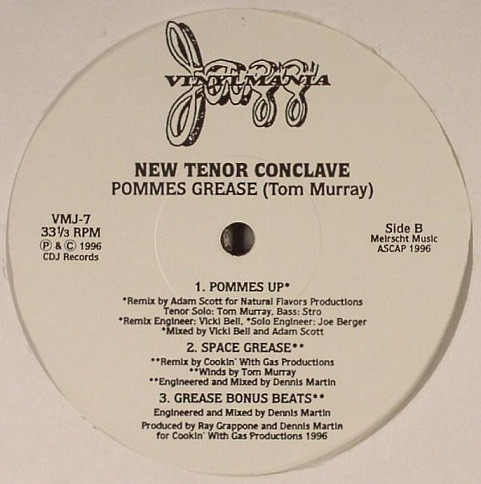 Jazz
VINYLMANIA
NEW TENOR CONCLAVE
POMMES GREASE (Tom Murray)
VMJ-7
33 1/3 RPM
Ⓟ & © 1996
CDJ Records
Side B
Meirscht Music
ASCAP 1996
1. POMMES UP*
*Remix by Adam Scott for Natural Flavors Productions
Tenor Solo: Tom Murray, Bass: Stro
*Remix Engineer: Vicki Bell, *Solo Engineer: Joe Berger
*Mixed by Vicki Bell and Adam Scott
2. SPACE GREASE**
**Remix by Cookin' With Gas Productions
**Winds by Tom Murray
**Engineered and Mixed by Dennis Martin
3. GREASE BONUS BEATS**
Engineered and Mixed by Dennis Martin
Produced by Ray Grappone and Dennis Martin
for Cookin' With Gas Productions 1996